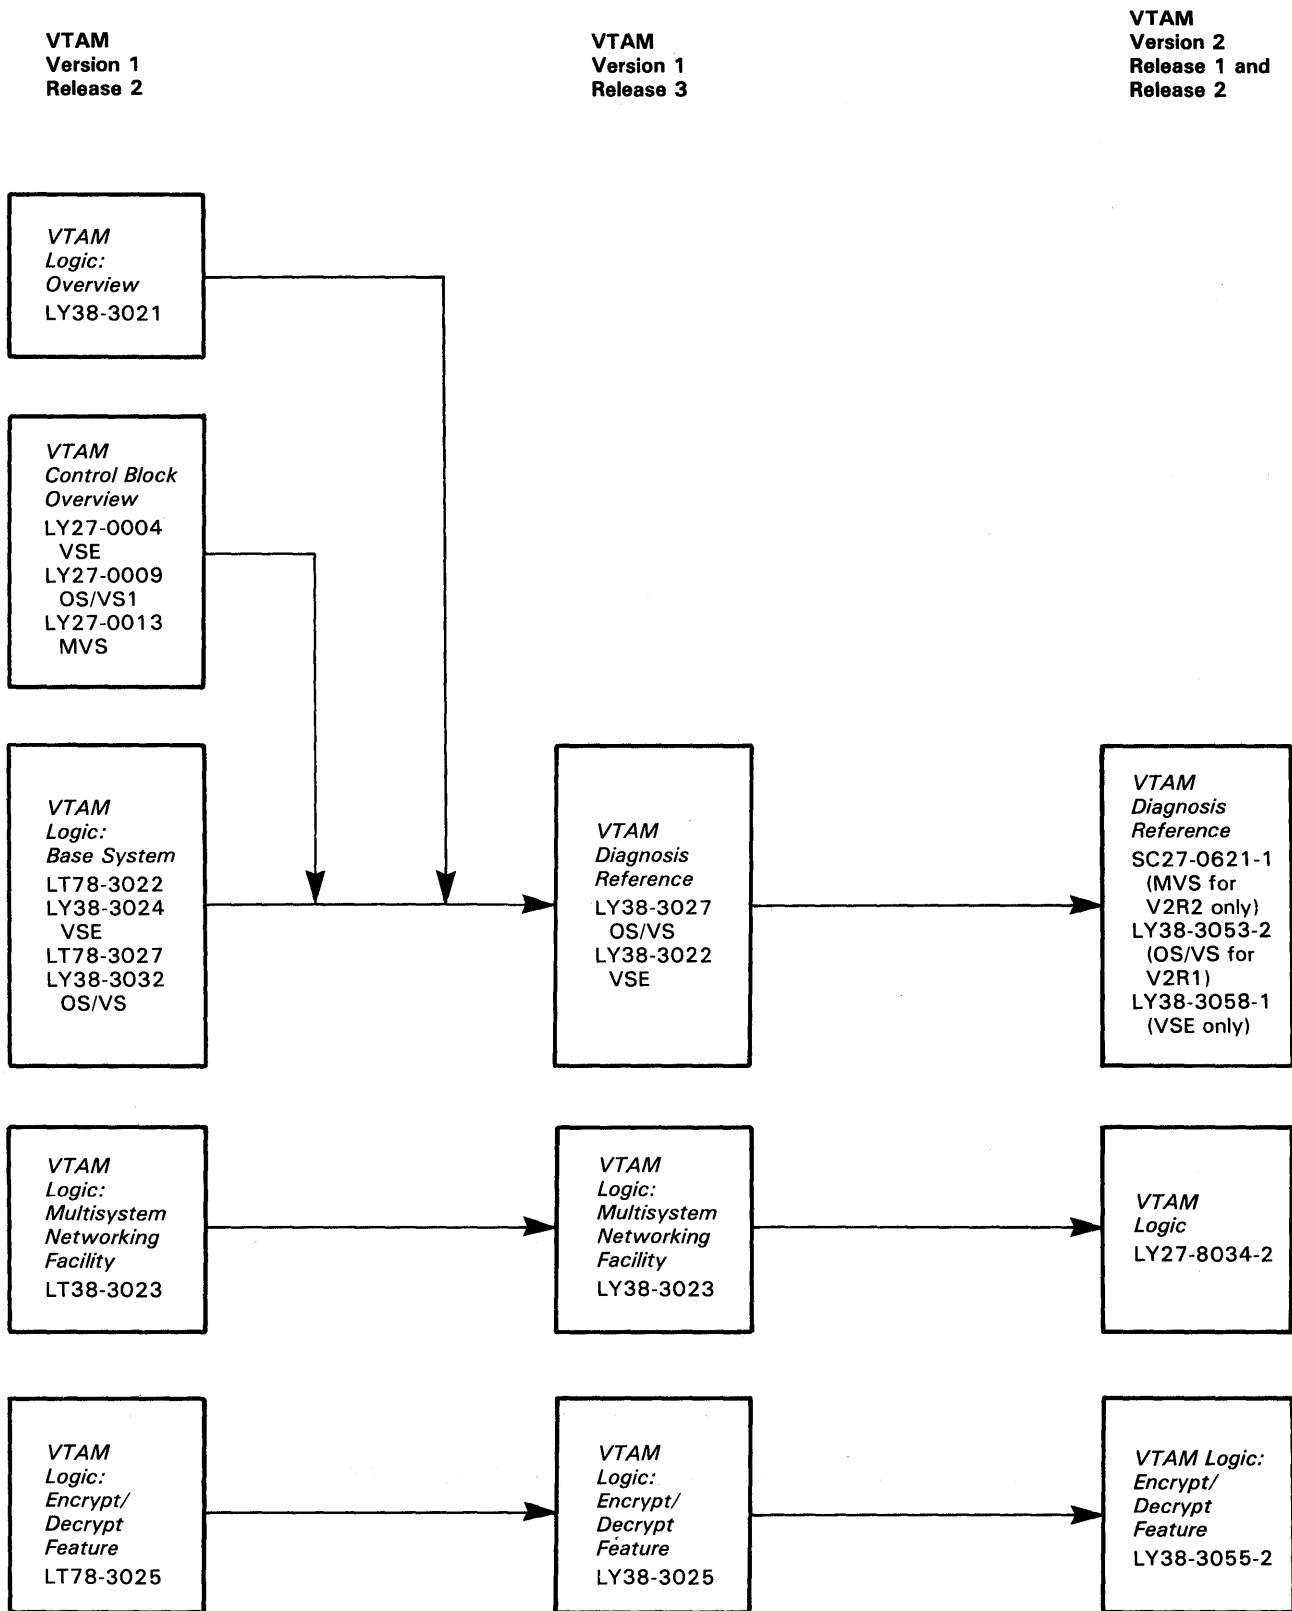 VTAM
Version 1
Release 2
VTAM
Version 1
Release 3
VTAM
Version 2
Release 1 and
Release 2
VTAM
Logic:
Overview
LY38-3021
VTAM
Control Block
Overview
LY27-0004
VSE
LY27-0009
OS/VS1
LY27-0013
MVS
VTAM
Logic:
Base System
LT78-3022
LY38-3024
VSE
LT78-3027
LY38-3032
OS/VS
VTAM
Diagnosis
Reference
LY38-3027
OS/VS
LY38-3022
VSE
VTAM
Diagnosis
Reference
SC27-0621-1
(MVS for
V2R2 only)
LY38-3053-2
(OS/VS for
V2R1)
LY38-3058-1
(VSE only)
VTAM
Logic:
Multisystem
Networking
Facility
LT38-3023
VTAM
Logic:
Multisystem
Networking
Facility
LY38-3023
VTAM
Logic
LY27-8034-2
VTAM
Logic:
Encrypt/
Decrypt
Feature
LT78-3025
VTAM
Logic:
Encrypt/
Decrypt
Feature
LY38-3025
VTAM Logic:
Encrypt/
Decrypt
Feature
LY38-3055-2